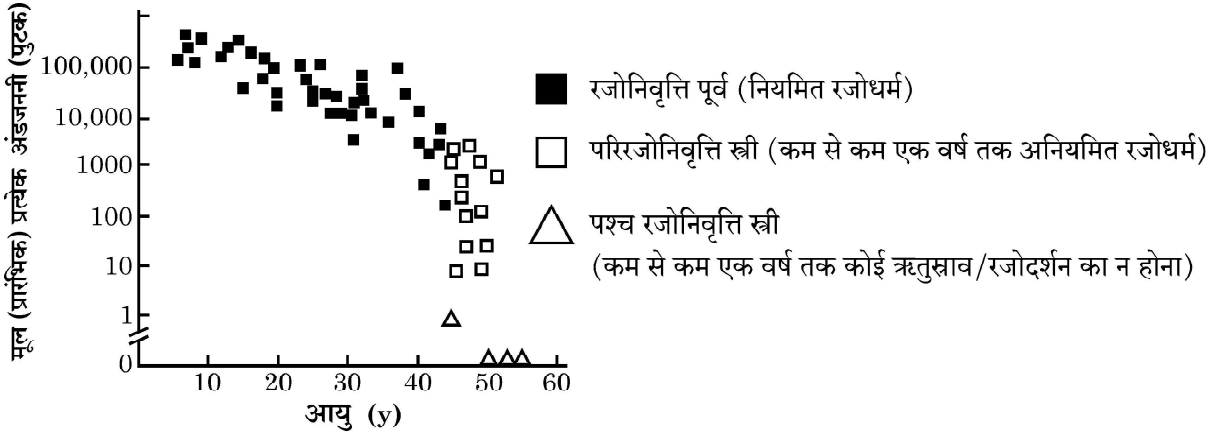 मूल (प्रारंभिक) प्रत्येक अंडजननी (पुटक)
100,000
10,000
1000
100
10
1
0
10 20 30 40 50 60
आयु (y)
रजोनिवृत्ति पूर्व (नियमित रजोधर्म)
परिरजोनिवृत्ति स्त्री (कम से कम एक वर्ष तक अनियमित रजोधर्म)
पश्च रजोनिवृत्ति स्त्री
(कम से कम एक वर्ष तक कोई ऋतुस्राव/रजोदर्शन का न होना)